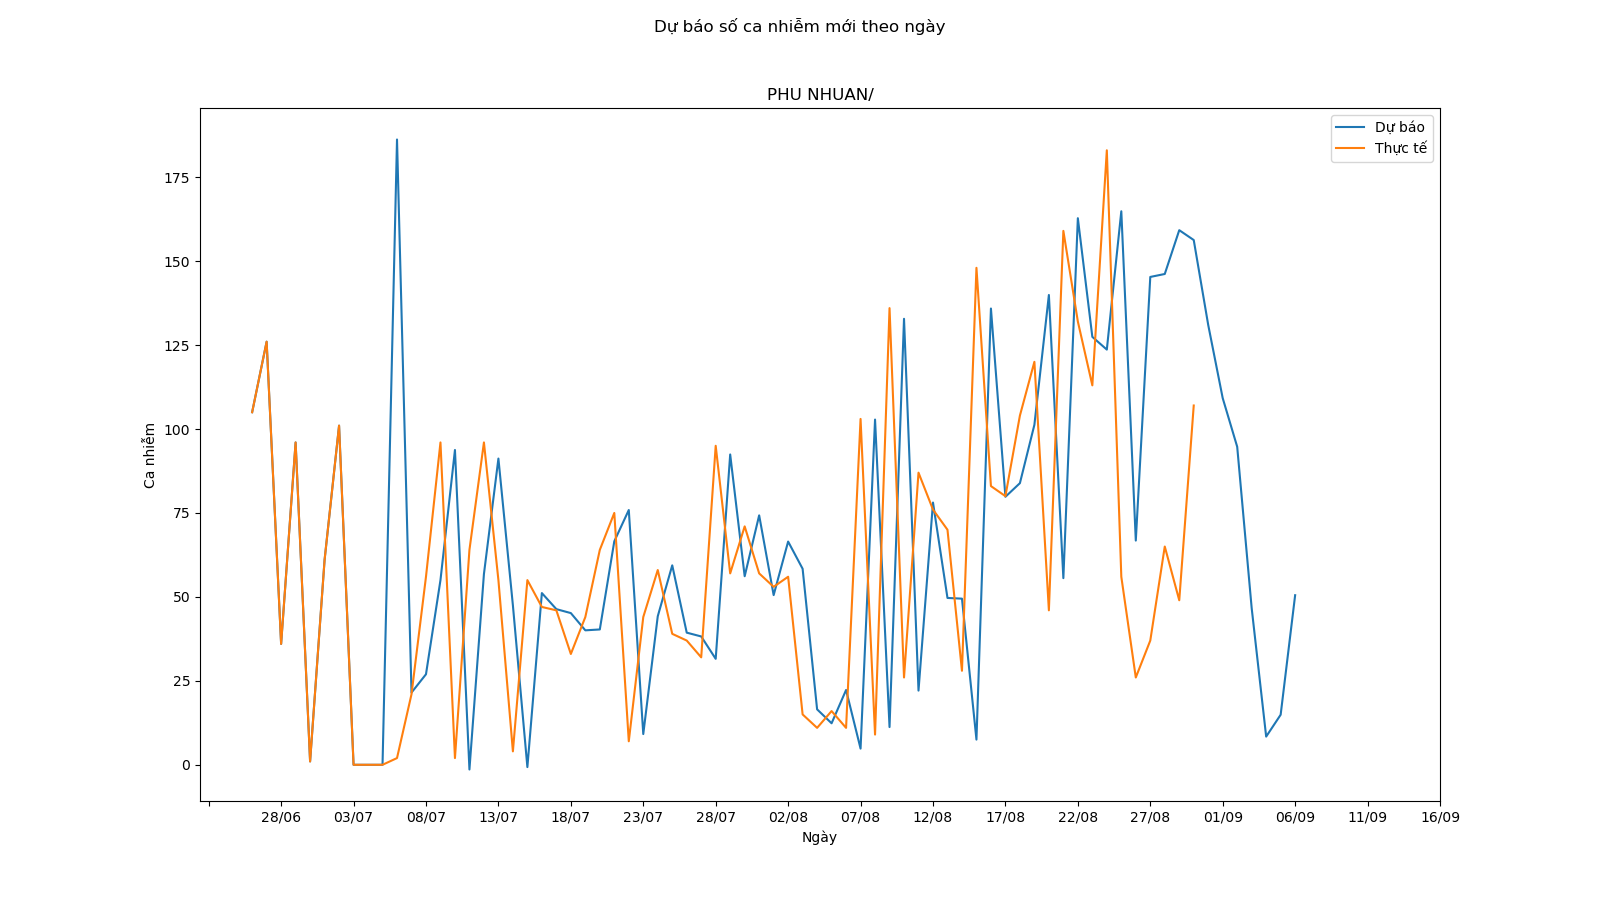 Dự báo số ca nhiễm mới theo ngày
PHU NHUAN/
Dự báo
Thực tế
175
150
125
100
75
50
25
0
Ca nhiễm
28/06 03/07 08/07 13/07 18/07 23/07 28/07 02/08 07/08 12/08 17/08 22/08 27/08 01/09 06/09 11/09 16/09
Ngày